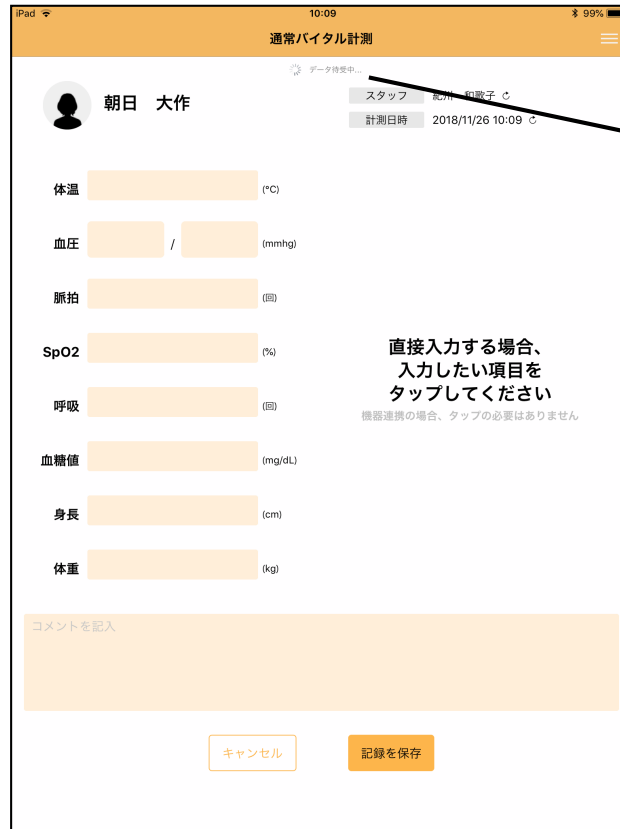 iPad 10:09 99%
通常バイタル計測
データ待受中...
朝日 大作
スタッフ 紀州 和歌子
計測日時 2018/11/26 10:09
体温 (℃)
血圧 / (mmhg)
脈拍 (回)
SpO2 (%)
呼吸 (回)
血糖値 (mg/dL)
身長 (cm)
体重 (kg)
直接入力する場合、
入力したい項目を
タップしてください
機器連携の場合、タップの必要はありません
コメントを記入
キャンセル 記録を保存